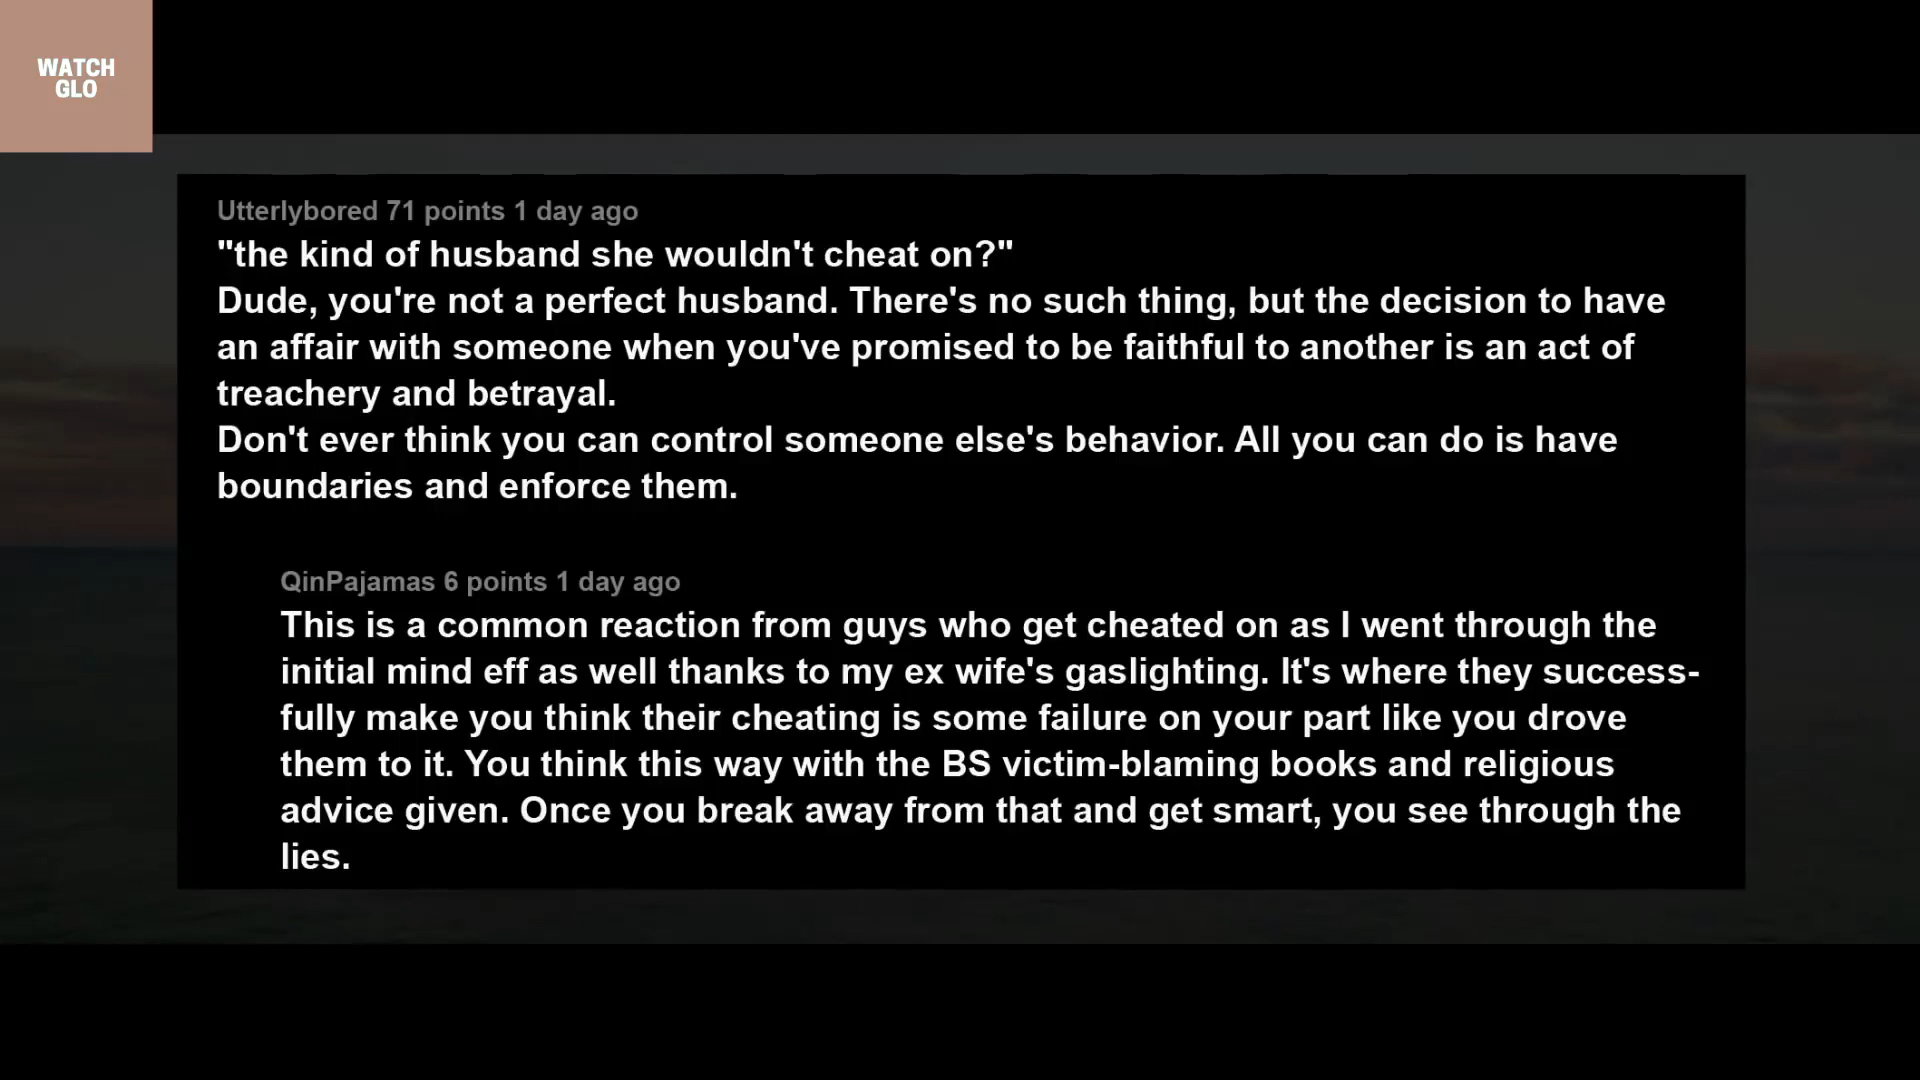 WATCH
GLO
Utterlybored 71 points 1 day ago
"the kind of husband she wouldn't cheat on?"
Dude, you're not a perfect husband. There's no such thing, but the decision to have
an affair with someone when you've promised to be faithful to another is an act of
treachery and betrayal.
Don't ever think you can control someone else's behavior. All you can do is have
boundaries and enforce them.
QinPajamas 6 points 1 day ago
This is a common reaction from guys who get cheated on as I went through the
initial mind eff as well thanks to my ex wife's gaslighting. It's where they success-
fully make you think their cheating is some failure on your part like you drove
them to it. You think this way with the BS victim-blaming books and religious
advice given. Once you break away from that and get smart, you see through the
lies.